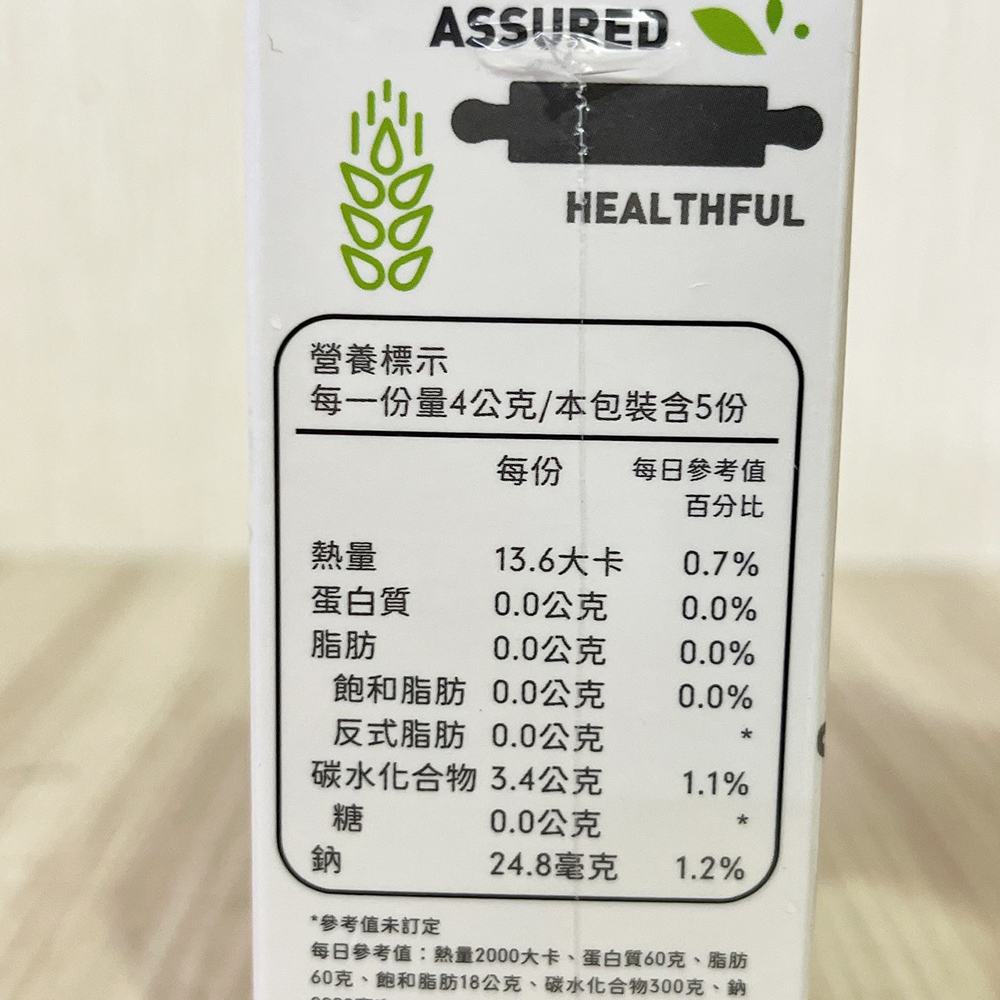 ASSURED
HEALTHFUL
營養標示
每一份量4公克/本包裝含5份
每份 每日參考值
百分比
熱量 13.6大卡 0.7%
蛋白質 0.0公克 0.0%
脂肪 0.0公克 0.0%
飽和脂肪 0.0公克 0.0%
反式脂肪 0.0公克 *
碳水化合物 3.4公克 1.1%
糖 0.0公克 *
鈉 24.8毫克 1.2%
*參考值未訂定
每日參考值：熱量2000大卡、蛋白質60克、脂肪
60克、飽和脂肪18公克、碳水化合物300克、鈉